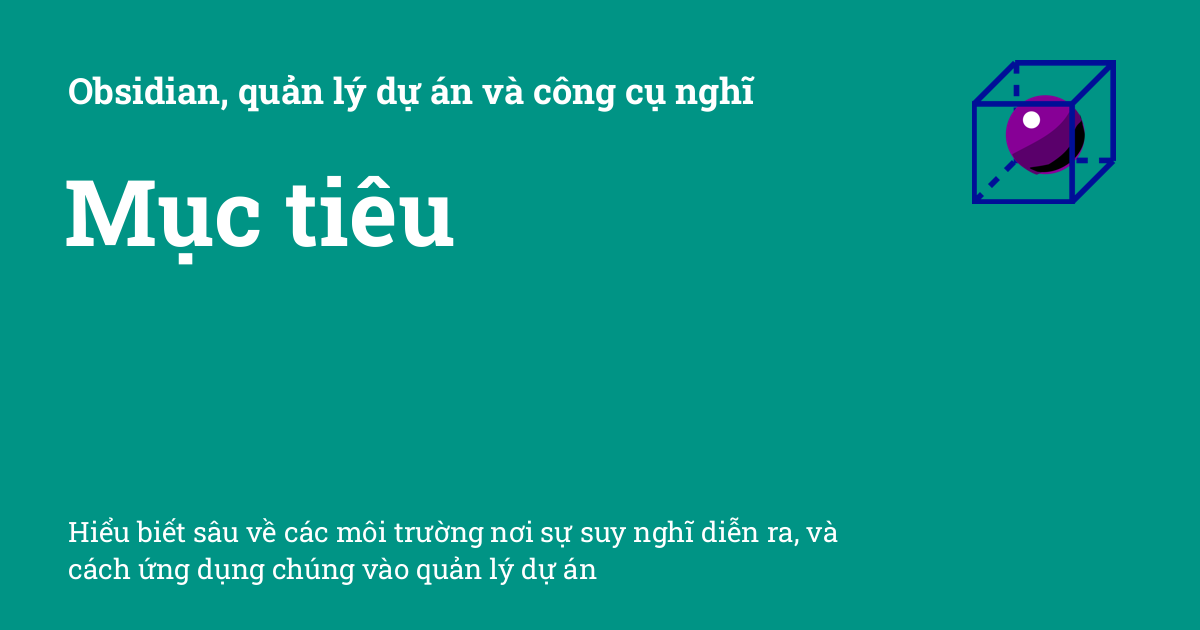 Obsidian, quản lý dự án và công cụ nghĩ
Mục tiêu
Hiểu biết sâu về các môi trường nơi sự suy nghĩ diễn ra, và
cách ứng dụng chúng vào quản lý dự án